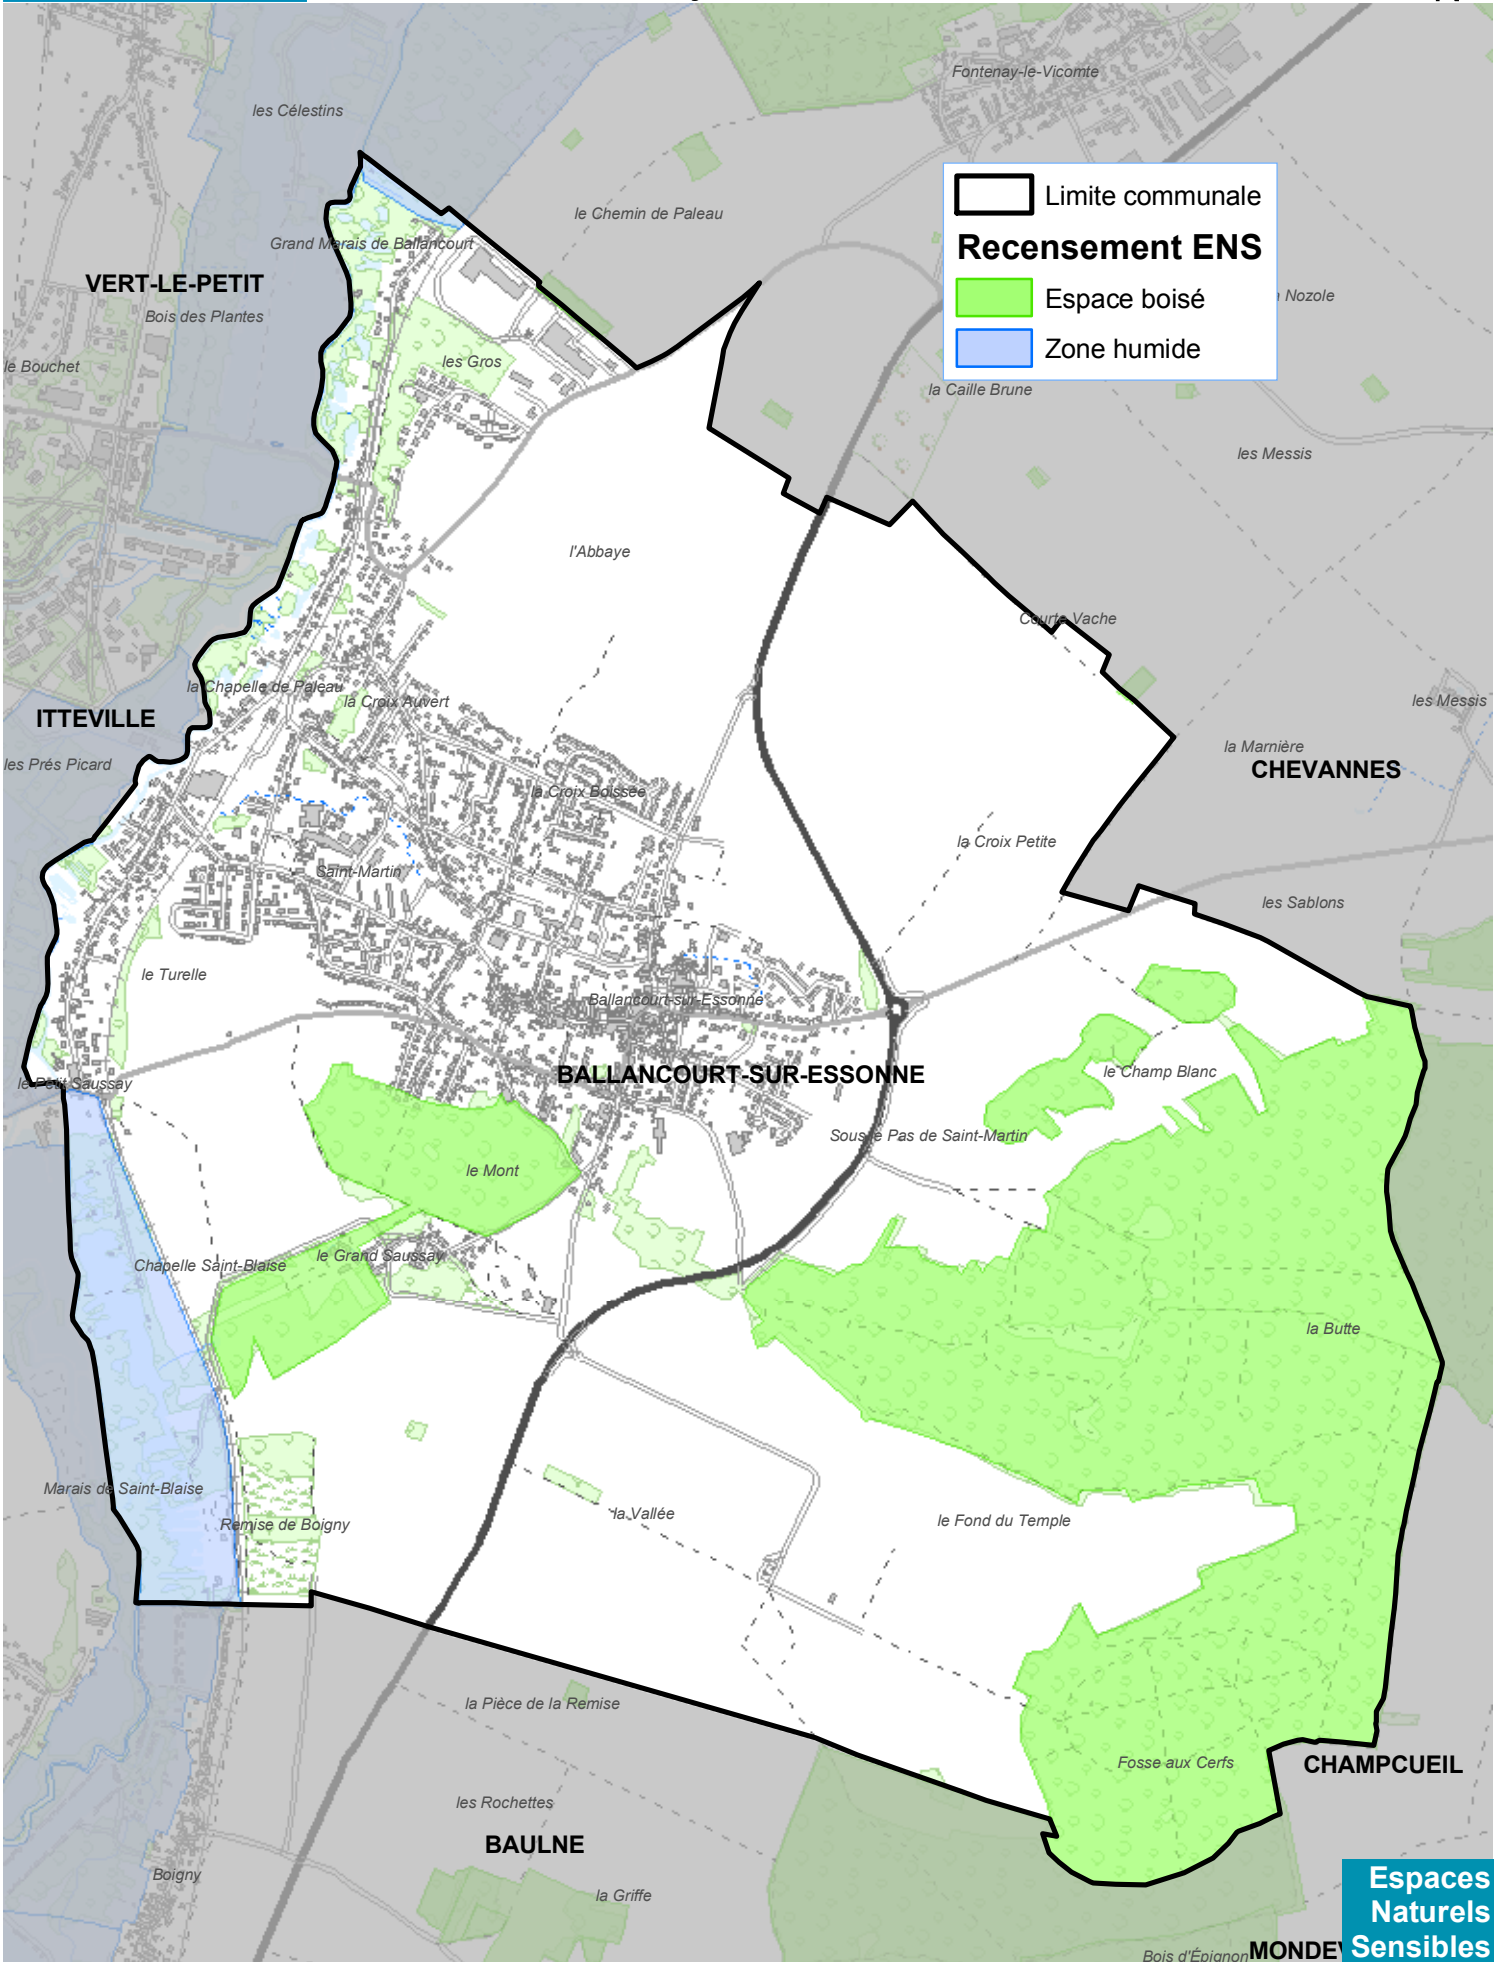 Fontenay-le-Vicomte
les Célestins
Limite communale
le Chemin de Paleau
Grand Marais de Ballancourt
Recensement ENS
VERT-LE-PETIT
Espace boisé
Nozole
Bois des Plantes
Zone humide
les Gros
le Bouchet
la Caille Brune
les Messis
l'Abbaye
Courte Vache
la Chapelle de Paleau
la Croix Auvert
les Messis
ITTEVILLE
la Marnière
les Prés Picard
CHEVANNES
la Croix Boissée
la Croix Petite
Saint-Martin
les Sablons
le Turelle
Ballancourt-sur-Essonne
BALLANCOURT-SUR-ESSONNE
le Champ Blanc
le Petit Saussay
Sous le Pas de Saint-Martin
le Mont
le Grand Saussay
Chapelle Saint-Blaise
la Butte
Marais de Saint-Blaise
la Vallée
le Fond du Temple
Remise de Boigny
la Pièce de la Remise
Fosse aux Cerfs
CHAMPCUEIL
les Rochettes
BAULNE
Boigny
la Griffe
Espaces
Naturels
Sensibles
Bois d'Épignon
MONDEV